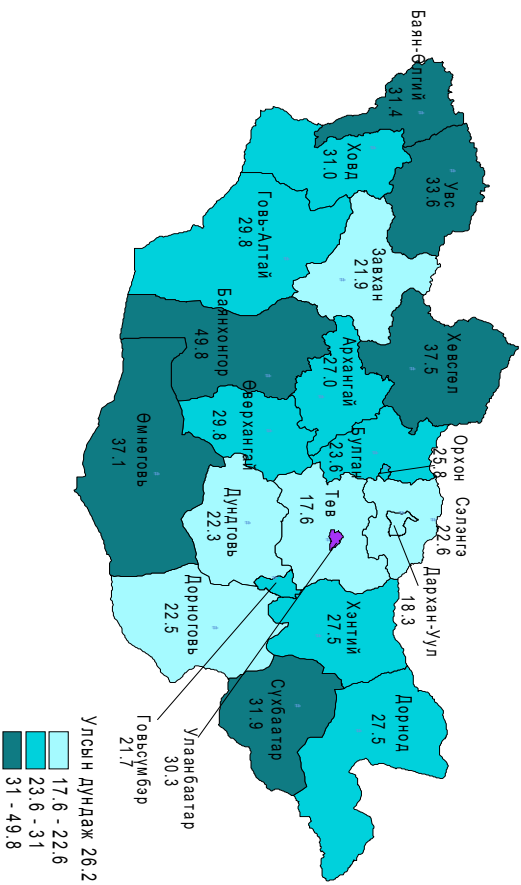 Баян-Өлгий
31.4
Увс
33.6
Ховд
31.0
Говь-Алтай
29.8
Завхан
21.9
Хөвсгөл
37.5
Баянхонгор
49.8
Архангай
27.0
Өвөрхангай
29.8
Булган
23.6
Орхон
25.8
Сэлэнгэ
22.6
Дархан-Уул
18.3
Төв
17.6
Өмнөговь
37.1
Дундговь
22.3
Дорноговь
22.5
Хэнтий
27.5
Дорнод
27.5
Сүхбаатар
31.9
Улаанбаатар
30.3
Говьсүмбэр
21.7
Улсын дундаж 26.2
17.6 - 22.6
23.6 - 31
31 - 49.8